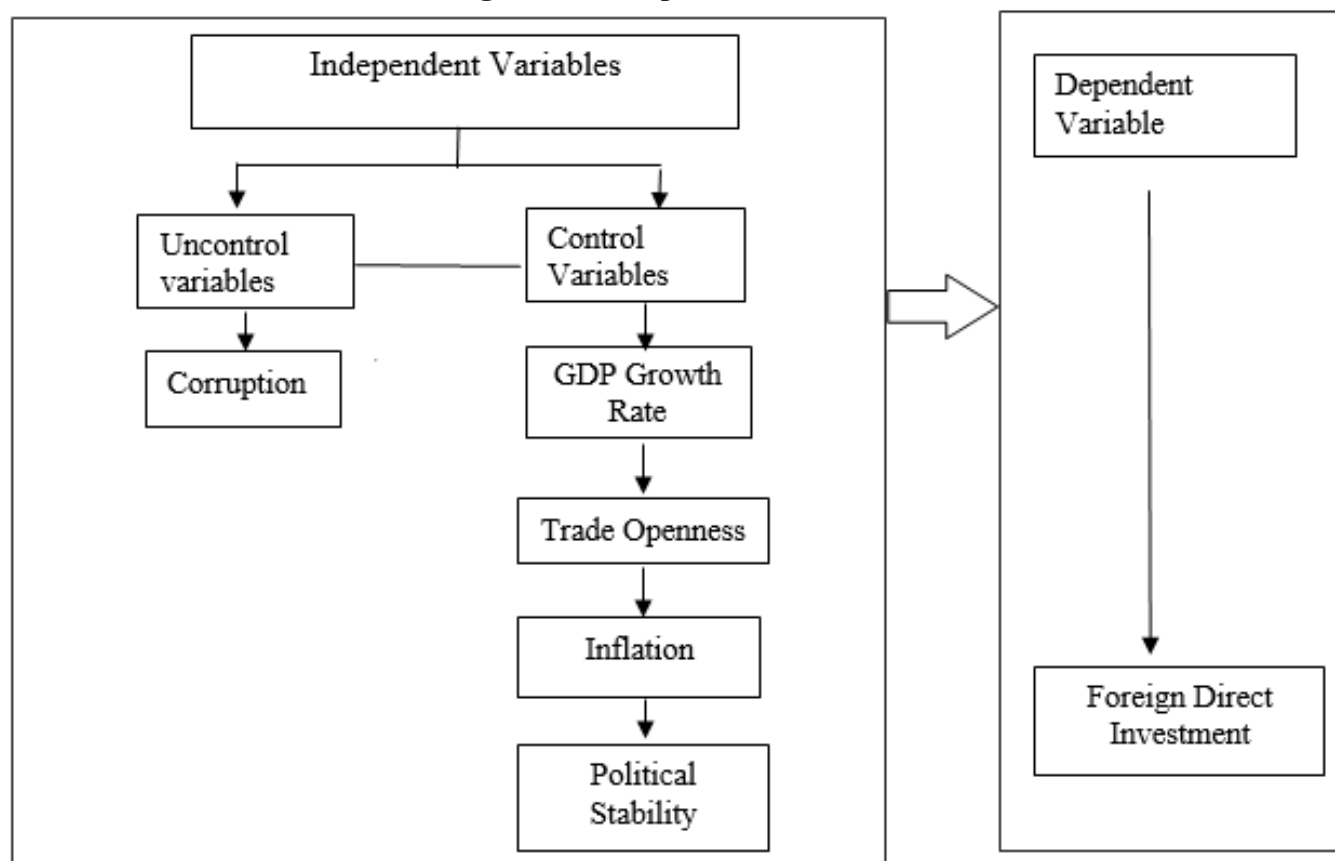 Independent Variables
Dependent
Variable
Uncontrol
variables
Control
Variables
Corruption
GDP Growth
Rate
Trade Openness
Inflation
Political
Stability
Foreign Direct
Investment